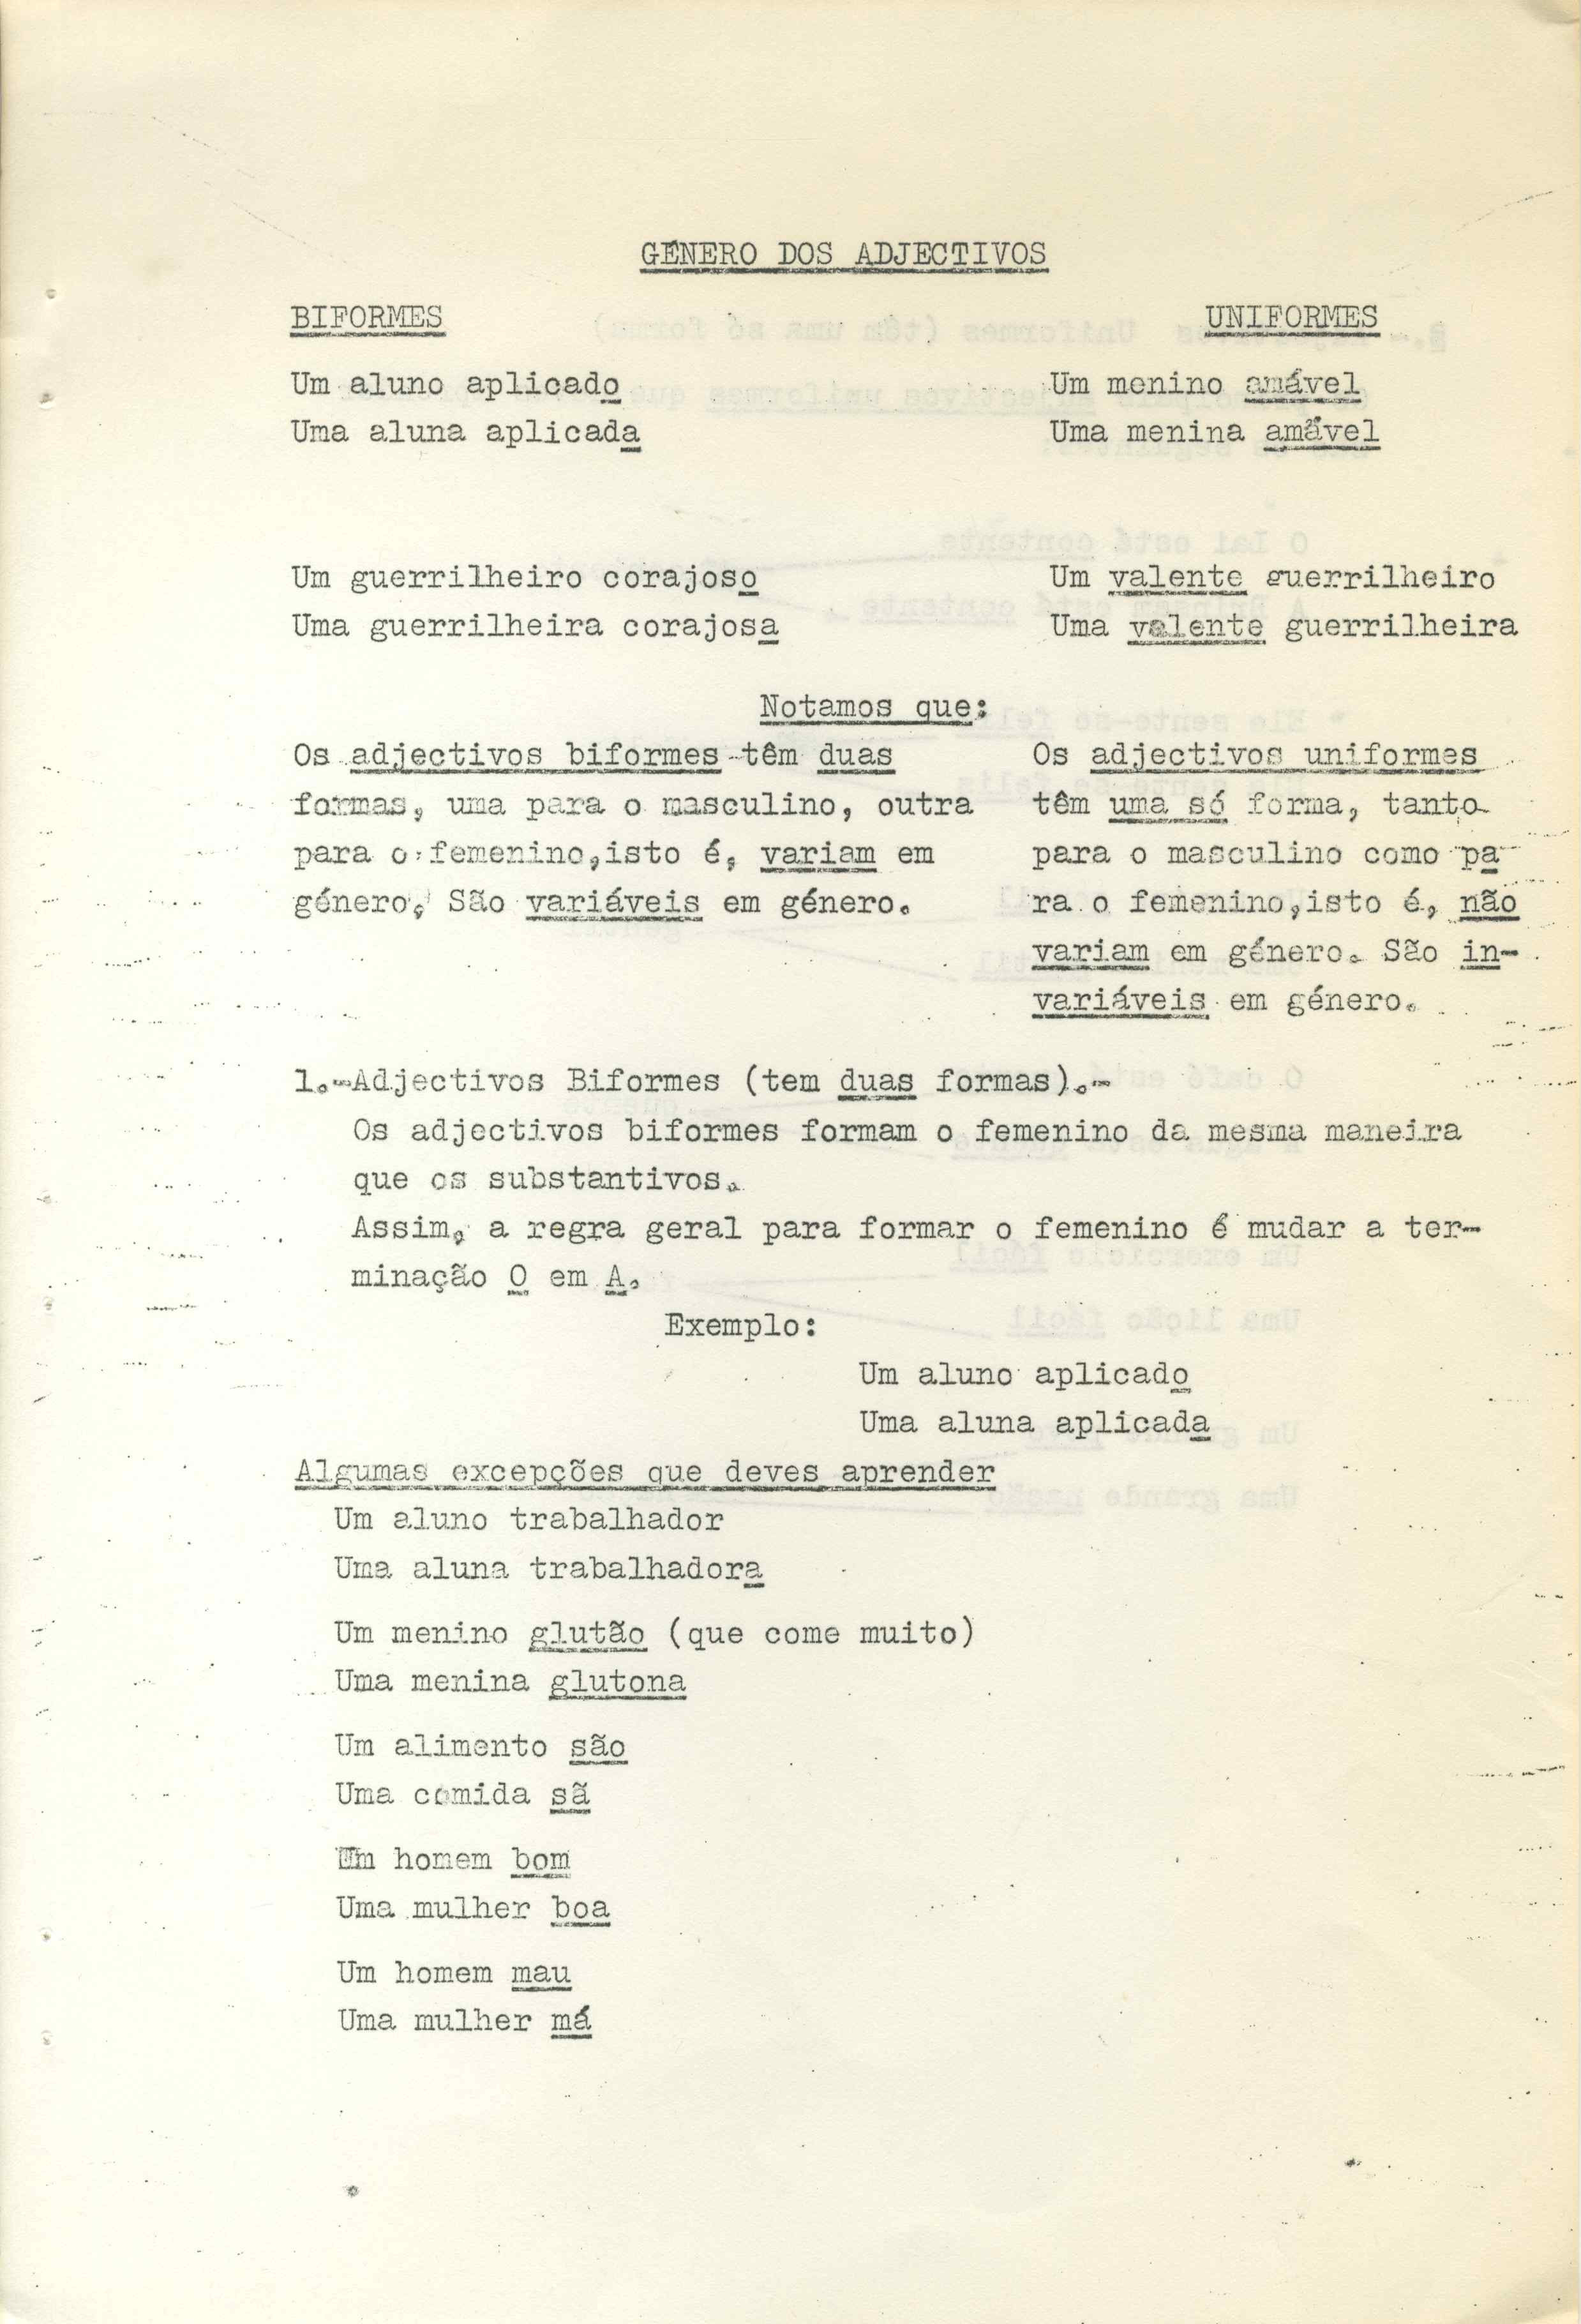 GÉNERO DOS ADJECTIVOS
BIFORMES UNIFORMES
Um aluno aplicado Um menino amável
Uma aluna aplicada Uma menina amável
Um guerrilheiro corajoso Um valente guerrilheiro
Uma guerrilheira corajosa Uma valente guerrilheira
Notamos que:
Os adjectivos biformes têm duas
formas, uma para o masculino, outra
para o femenino,isto é, variam em
género, São variáveis em género.
Os adjectivos uniformes
têm uma só forma, tanto
para o masculino como pa
ra o femenino,isto é, não
variam em género. São in-
variáveis em género.
1.-Adjectivos Biformes (tem duas formas).-
Os adjectivos biformes formam o femenino da mesma maneira
que os substantivos.
Assim, a regra geral para formar o femenino é mudar a ter-
minação O em A.
Exemplo:
Um aluno aplicado
Uma aluna aplicada
Algumas excepções que deves aprender
Um aluno trabalhador
Uma aluna trabalhadora
Um menino glutão (que come muito)
Uma menina glutona
Um alimento são
Uma comida sã
Um homem bom
Uma mulher boa
Um homem mau
Uma mulher má